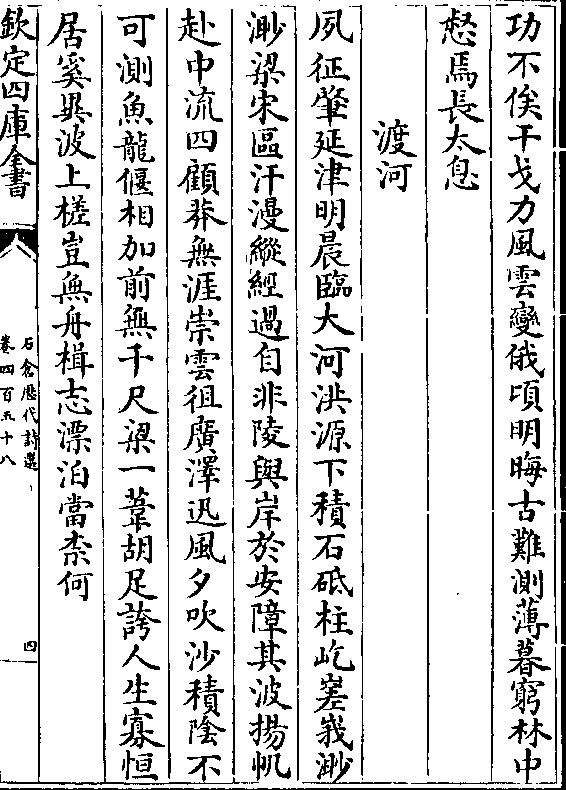 功不俟干戈力風雲變俄頃明晦古難測薄暮窮林中
愁焉長太息
渡河
夙征肇延津明晨臨大河洪源下積石砥柱屹嵳峩渺
渺梁宋區汗漫縱經過自非陵與岸於安障其波揚帆
赴中流四顧莽無涯崇雲徂廣澤迅風夕吹沙積陰不
可測魚龍偃相加前無千尺梁一葦胡足誇人生寡恒
居奚異波上槎豈無舟楫志漂泊當柰何
欽定四庫全書
石倉歷代詩選
卷四百五十八
四